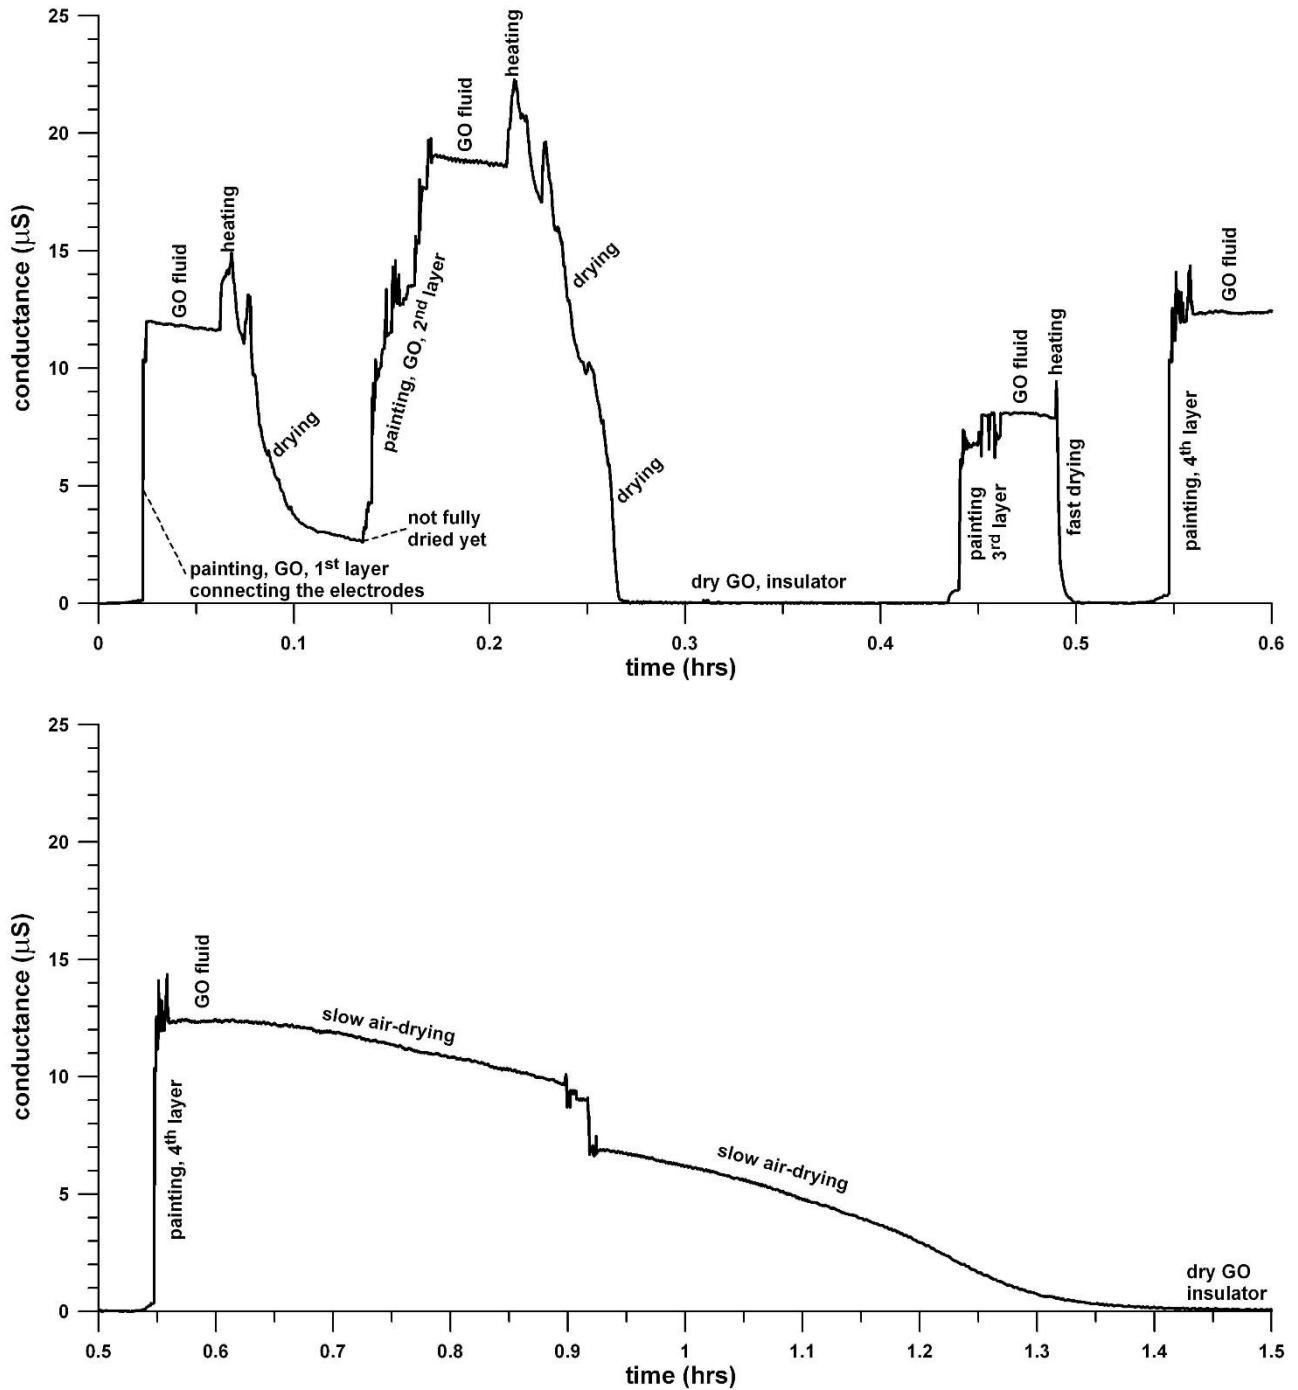 25
20
15
10
5
0
conductance (μS)
GO fluid
heating
drying
painting, GO, 1st layer
connecting the electrodes
not fully
dried yet
painting, GO, 2nd layer
GO fluid
heating
drying
drying
dry GO, insulator
painting
3rd layer
GO fluid
heating
fast drying
painting, 4th layer
GO fluid
0 0.1 0.2 0.3 0.4 0.5 0.6
time (hrs)
25
20
15
10
5
0
conductance (μS)
painting, 4th layer
GO fluid
slow air-drying
slow air-drying
dry GO
insulator
0.5 0.6 0.7 0.8 0.9 1 1.1 1.2 1.3 1.4 1.5
time (hrs)